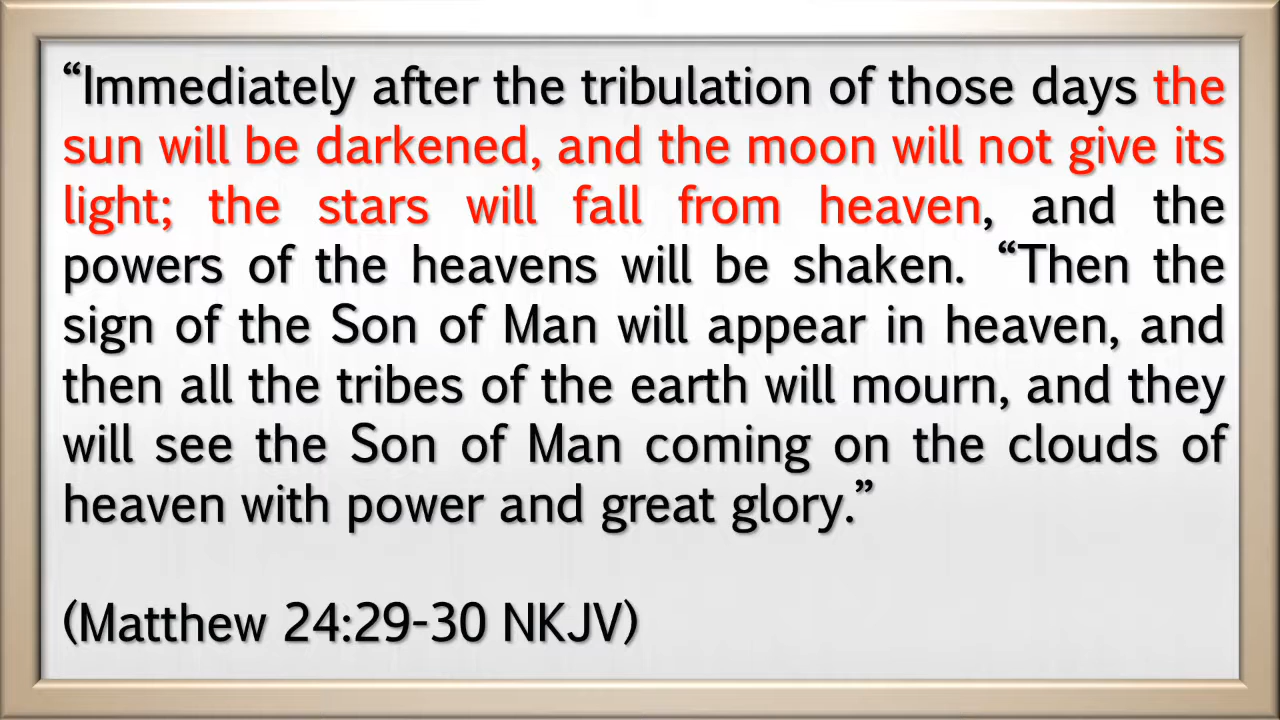 “Immediately after the tribulation of those days the
sun will be darkened, and the moon will not give its
light; the stars will fall from heaven, and the
powers of the heavens will be shaken. “Then the
sign of the Son of Man will appear in heaven, and
then all the tribes of the earth will mourn, and they
will see the Son of Man coming on the clouds of
heaven with power and great glory.”
(Matthew 24:29-30 NKJV)